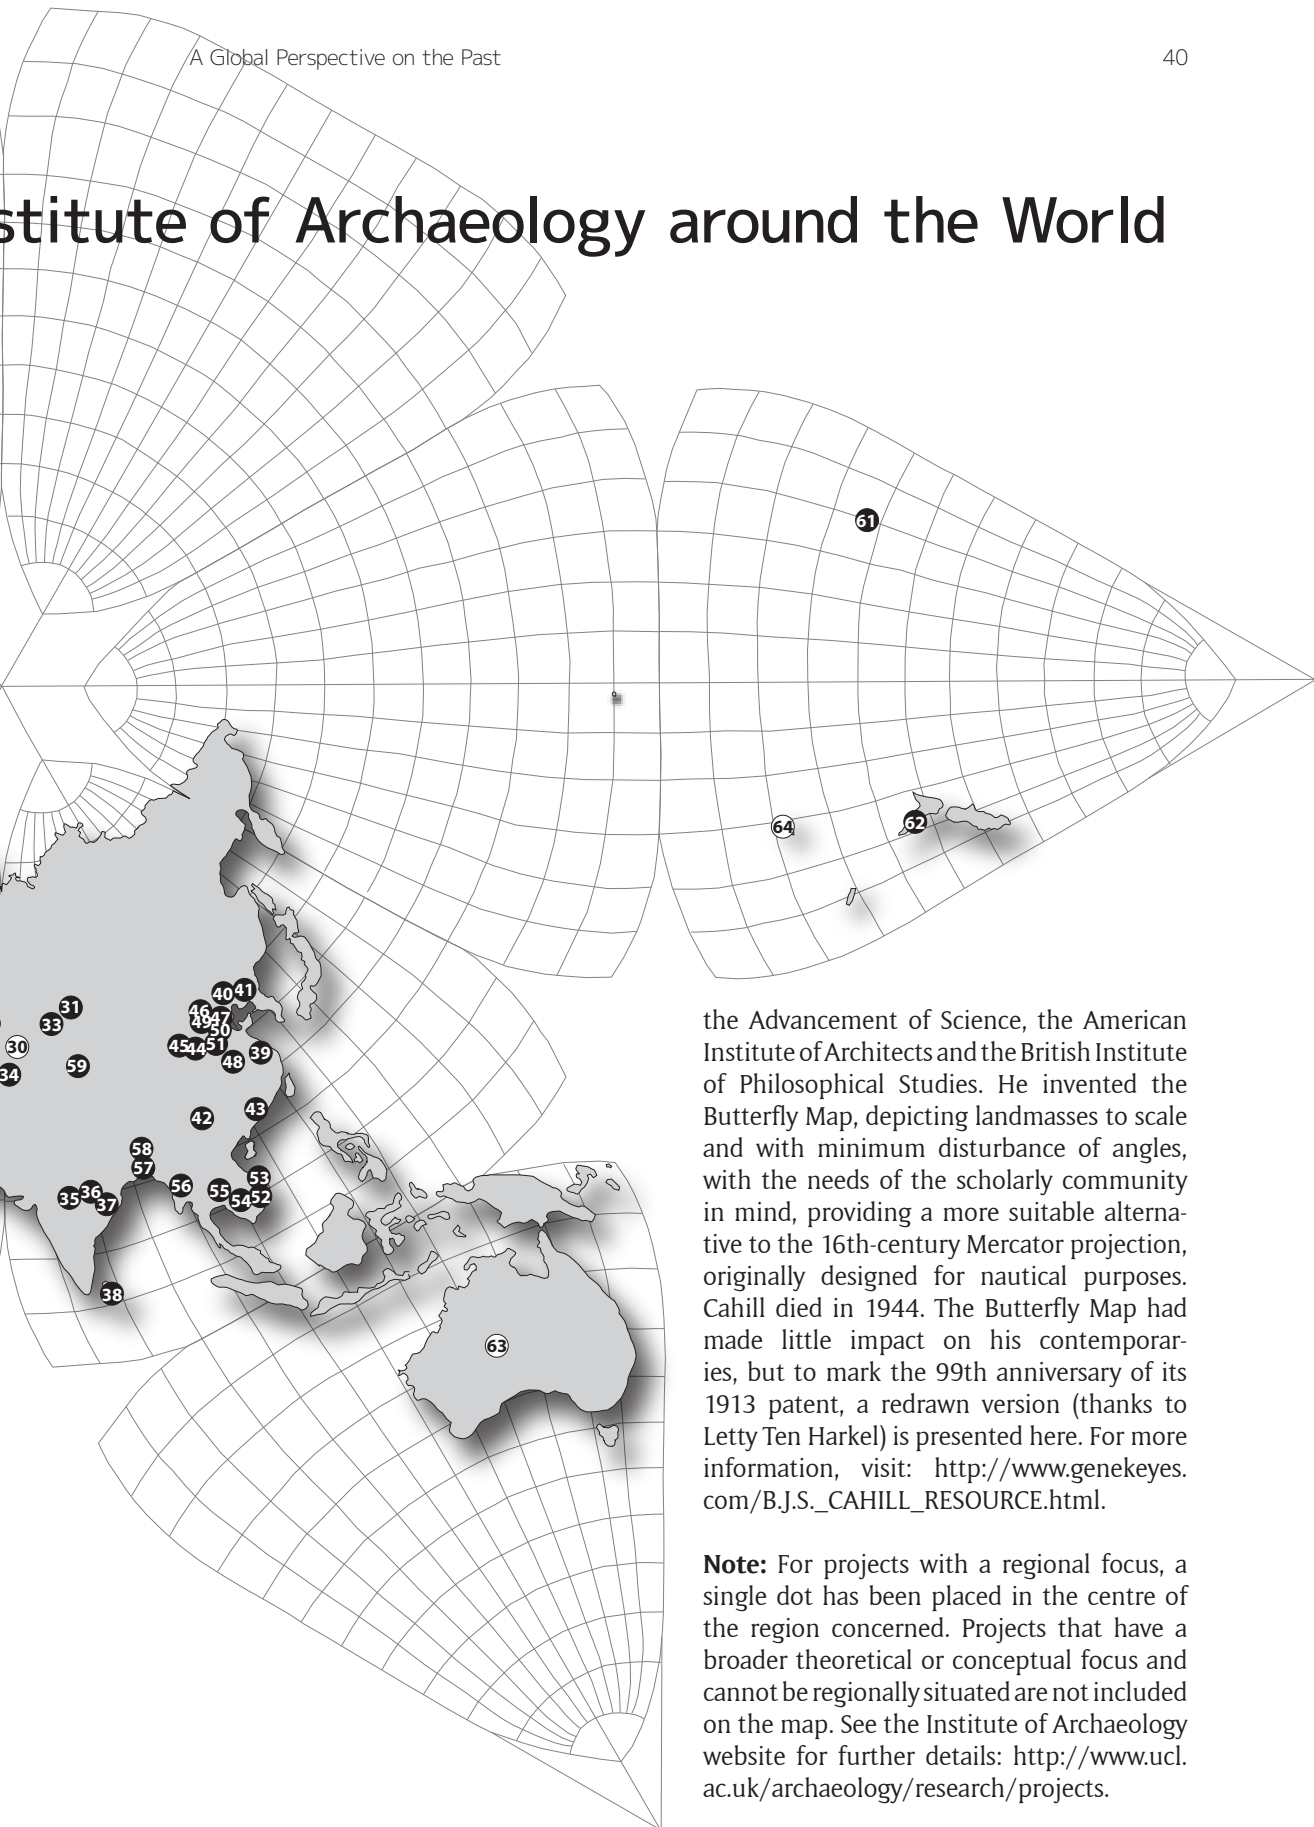 A Global Perspective on the Past 40
stitute of Archaeology around the World
61
64
62
40 41
46
47
31
49
33
50
30
45 44 51
39
48
59
34
43
42
58
57
53
56
36
55
35
52
54
37
38
63
the Advancement of Science, the American
Institute of Architects and the British Institute
of Philosophical Studies. He invented the
Butterfly Map, depicting landmasses to scale
and with minimum disturbance of angles,
with the needs of the scholarly community
in mind, providing a more suitable alterna-
tive to the 16th-century Mercator projection,
originally designed for nautical purposes.
Cahill died in 1944. The Butterfly Map had
made little impact on his contemporar-
ies, but to mark the 99th anniversary of its
1913 patent, a redrawn version (thanks to
Letty Ten Harkel) is presented here. For more
information, visit: http://www.genekeyes.
com/B.J.S._CAHILL_RESOURCE.html.
Note: For projects with a regional focus, a
single dot has been placed in the centre of
the region concerned. Projects that have a
broader theoretical or conceptual focus and
cannot be regionally situated are not included
on the map. See the Institute of Archaeology
website for further details: http://www.ucl.
ac.uk/archaeology/research/projects.